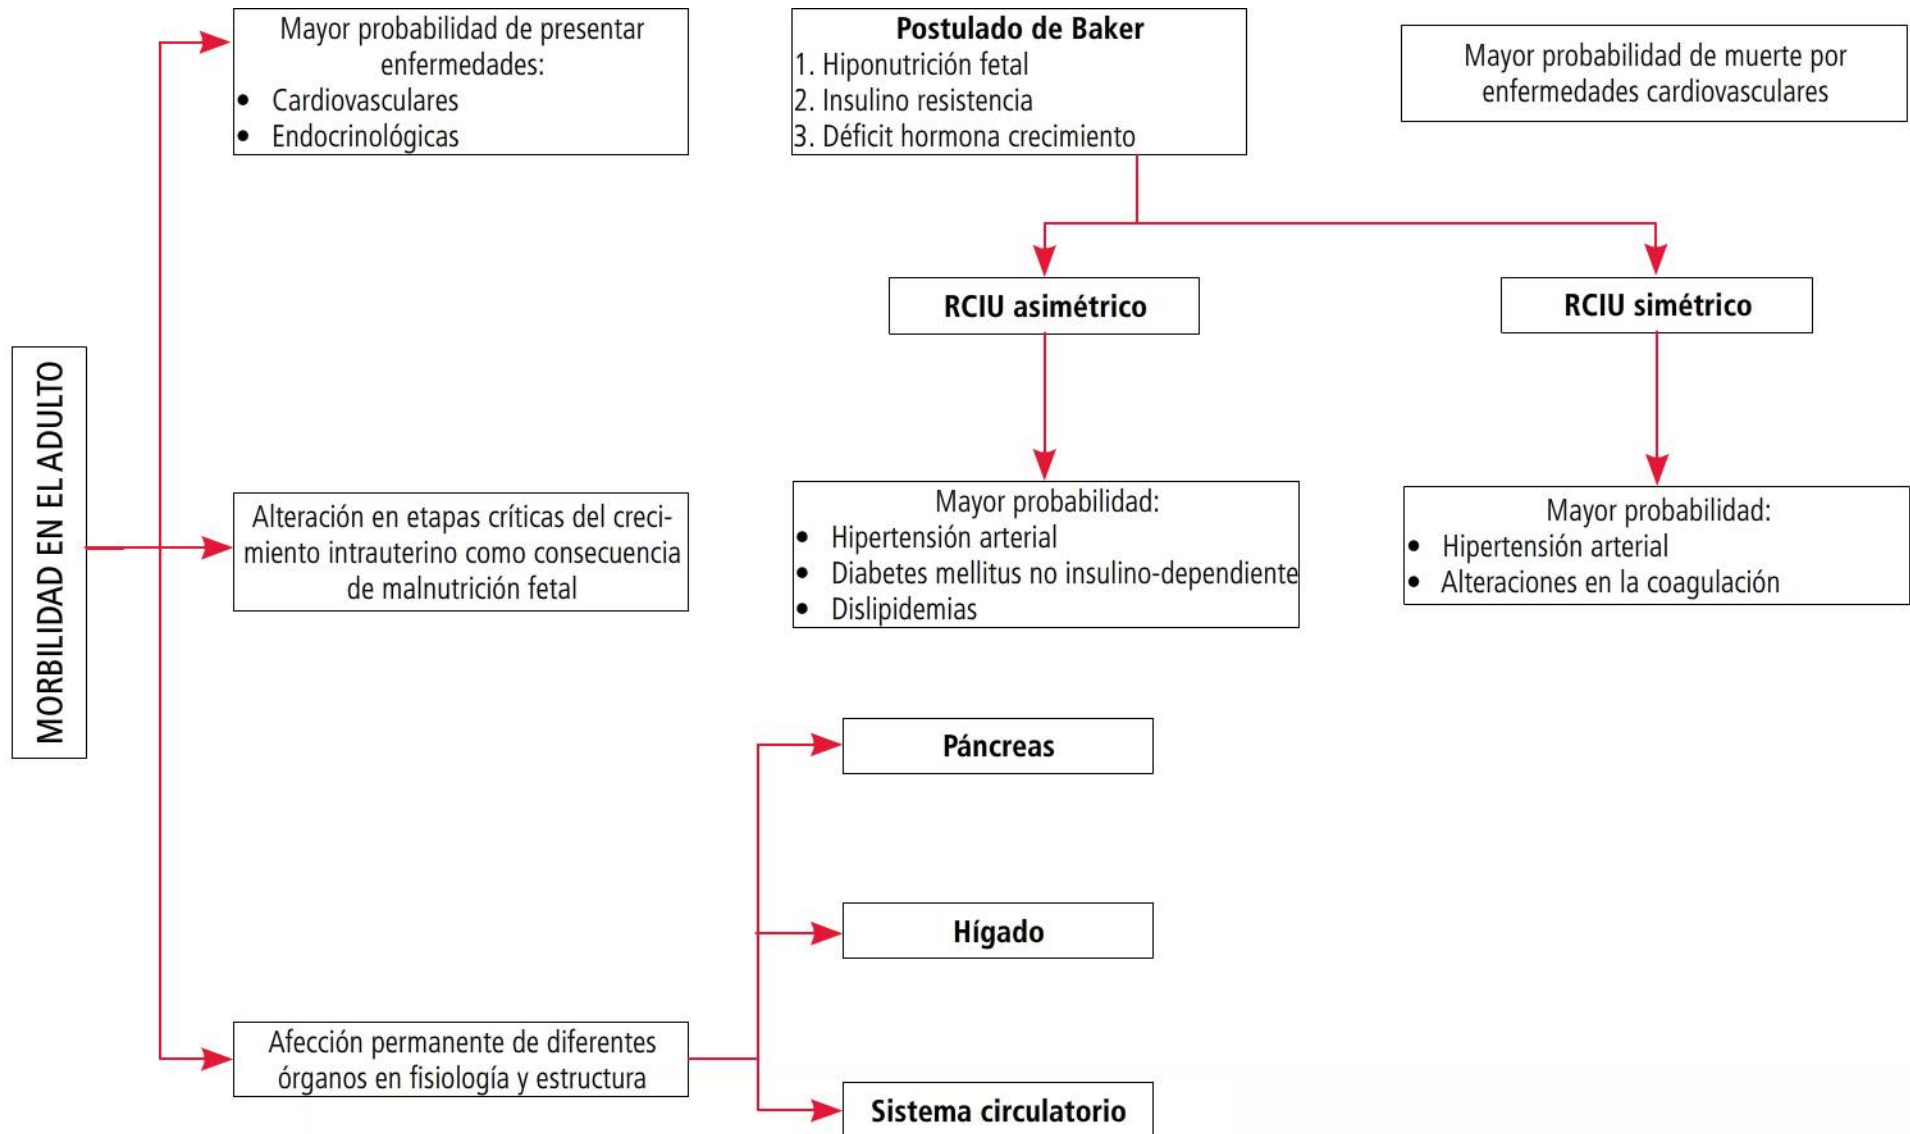 Mayor probabilidad de presentar
enfermedades:
• Cardiovasculares
• Endocrinológicas
Postulado de Baker
1. Hiponutrición fetal
2. Insulino resistencia
3. Déficit hormona crecimiento
Mayor probabilidad de muerte por
enfermedades cardiovasculares
RCIU asimétrico
RCIU simétrico
MORBILIDAD EN EL ADULTO
Alteración en etapas críticas del creci-
miento intrauterino como consecuencia
de malnutrición fetal
Mayor probabilidad:
• Hipertensión arterial
• Diabetes mellitus no insulino-dependiente
• Dislipidemias
Mayor probabilidad:
• Hipertensión arterial
• Alteraciones en la coagulación
Páncreas
Hígado
Afección permanente de diferentes
órganos en fisiología y estructura
Sistema circulatorio